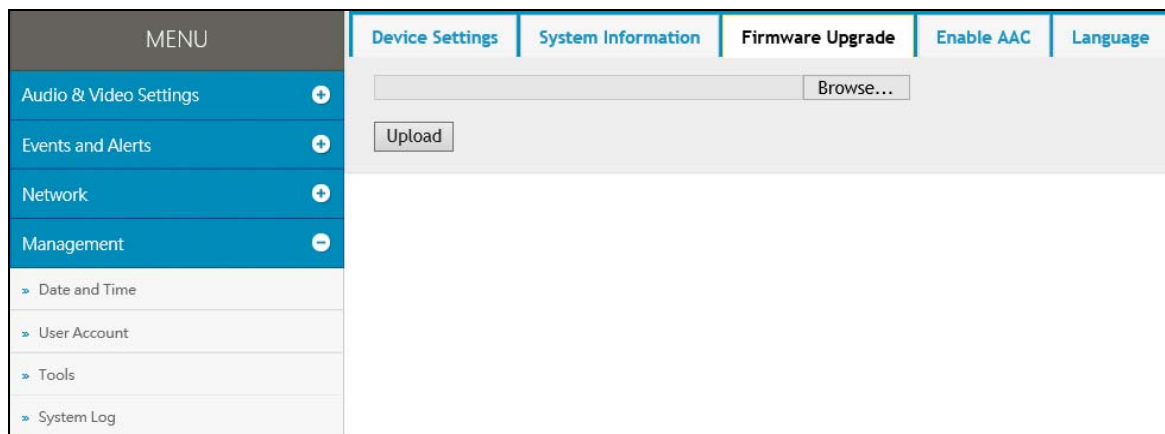 MENU
Audio & Video Settings
Events and Alerts
Network
Management
» Date and Time
» User Account
» Tools
» System Log
Device Settings
System Information
Firmware Upgrade
Enable AAC
Language
Browse...
Upload